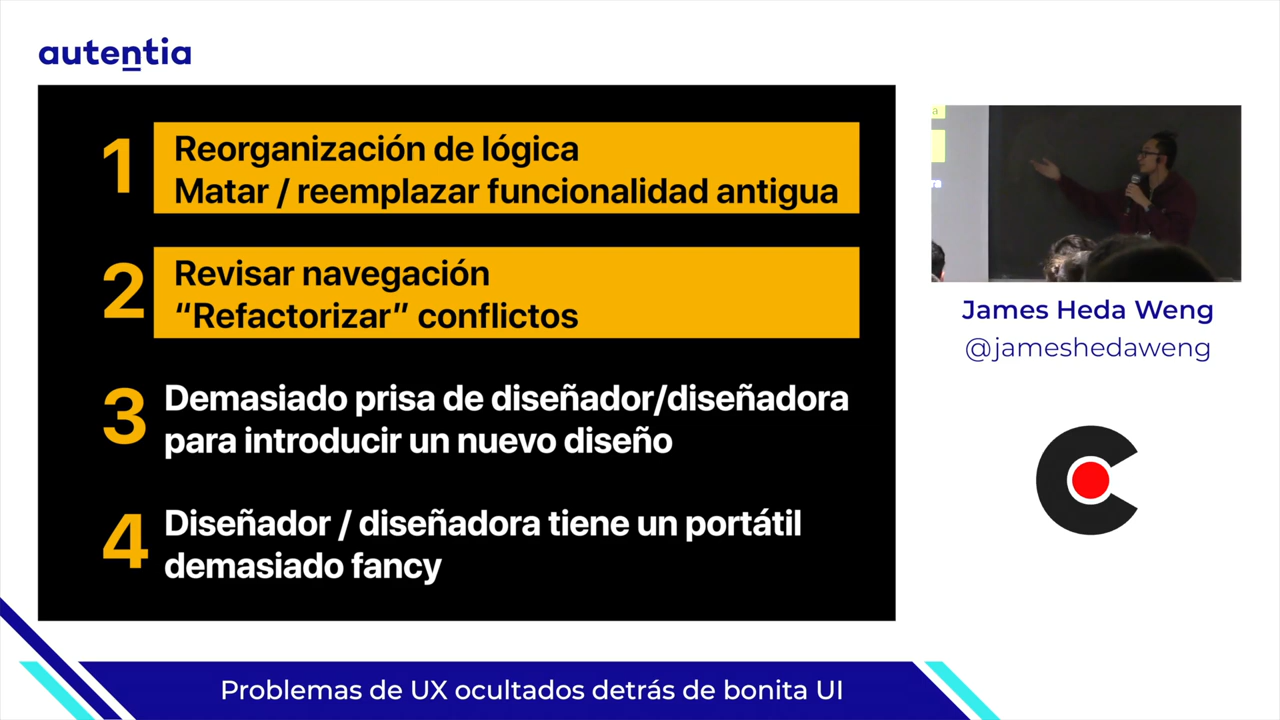 autentia
1
Reorganización de lógica
Matar / reemplazar funcionalidad antigua
2
Revisar navegación
“Refactorizar” conflictos
3
Demasiado prisa de diseñador/diseñadora
para introducir un nuevo diseño
4
Diseñador / diseñadora tiene un portátil
demasiado fancy
a
ra
James Heda Weng
@jameshedaweng
Problemas de UX ocultados detrás de bonita UI